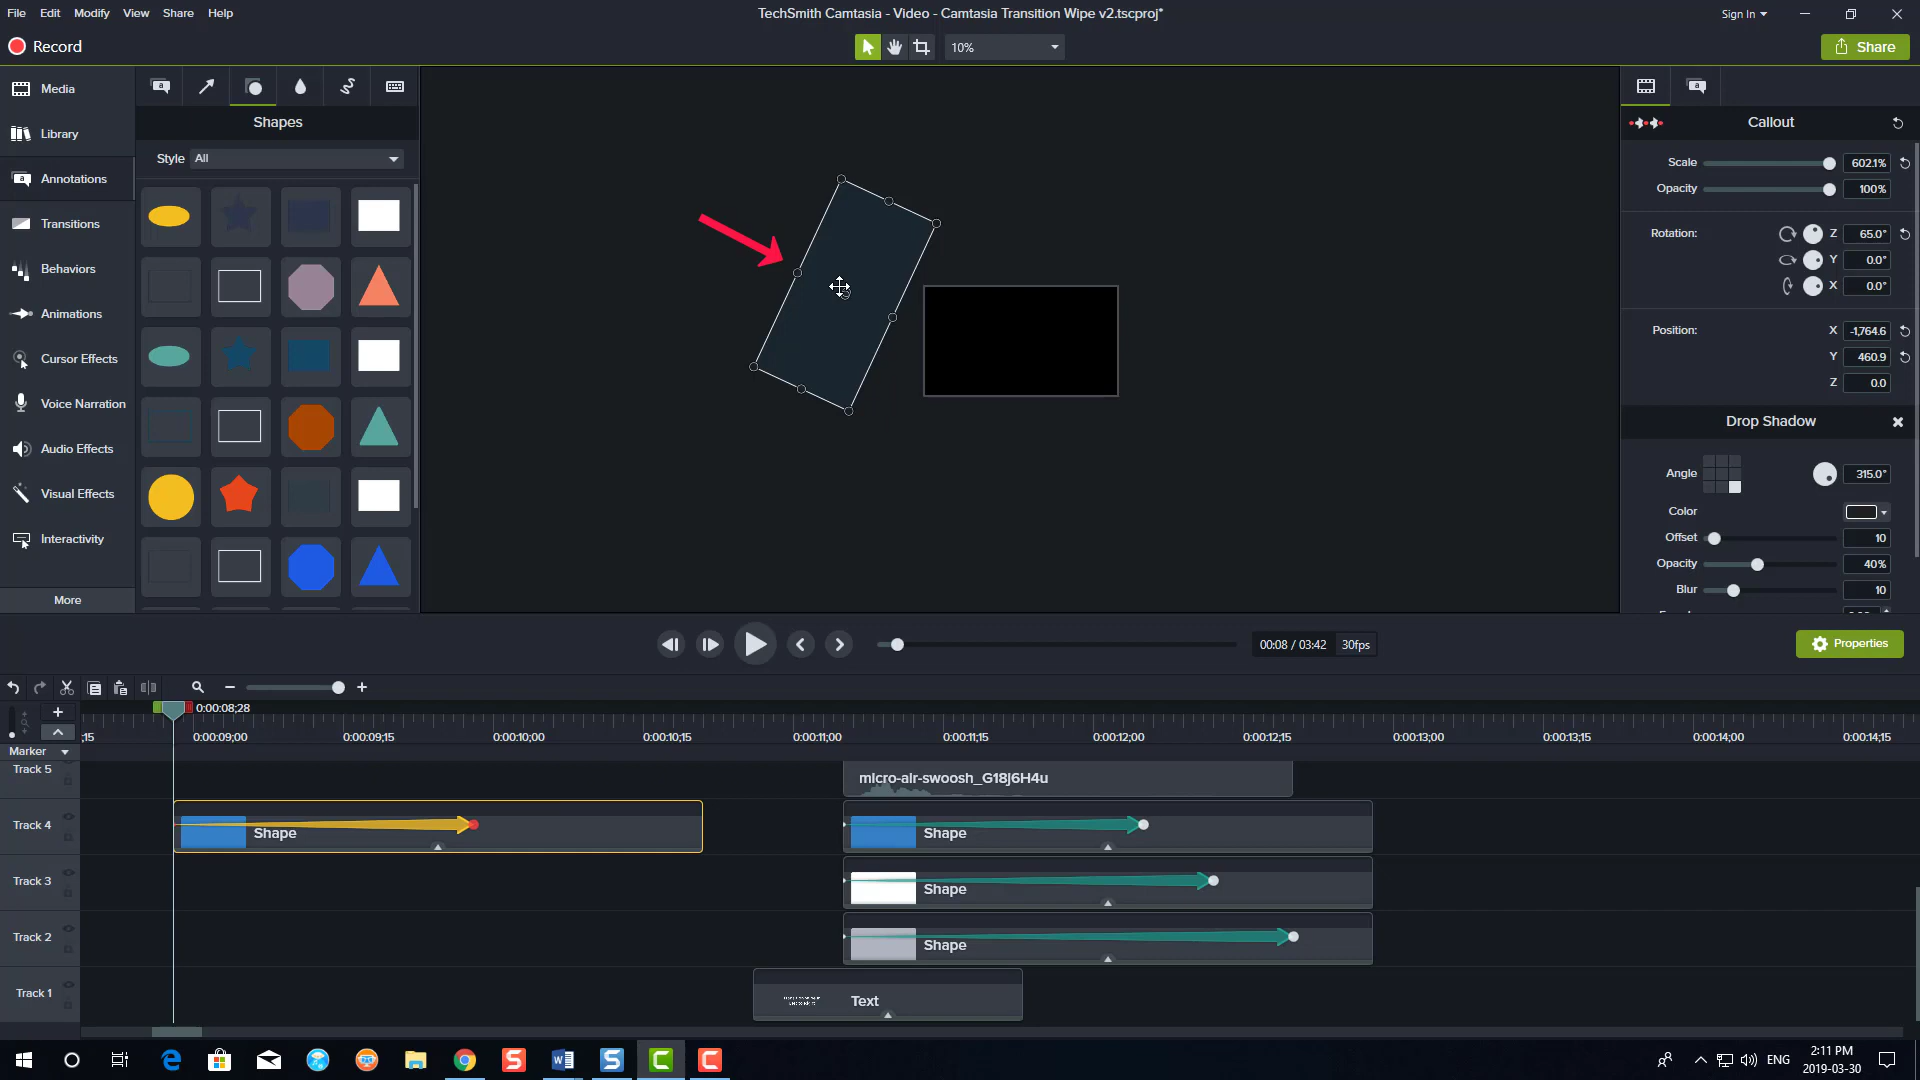 File Edit Modify View Share Help
TechSmith Camtasia - Video - Camtasia Transition Wipe v2.tscproj*
Sign In
Record
10%
Share
Media
Library
Annotations
Transitions
Behaviors
Animations
Cursor Effects
Voice Narration
Audio Effects
Visual Effects
Interactivity
More
Shapes
Style All
Callout
Scale 602.1%
Opacity 100%
Rotation: Z 65.0°
Y 0.0°
X 0.0°
Position: X -1,764.6
Y 460.9
Z 0.0
Drop Shadow
Angle 315.0°
Color
Offset 10
Opacity 40%
Blur 10
00:08 / 03:42 30fps
Properties
0:00:08;28
;15 0:00:09;00 0:00:09;15 0:00:10;00 0:00:10;15 0:00:11;00 0:00:11;15 0:00:12;00 0:00:12;15 0:00:13;00 0:00:13;15 0:00:14;00 0:00:14;15
Marker
Track 5 micro-air-swoosh_G18j6H4u
Track 4 Shape Shape
Track 3 Shape
Track 2 Shape
Track 1 Text
ENG
2:11 PM
2019-03-30